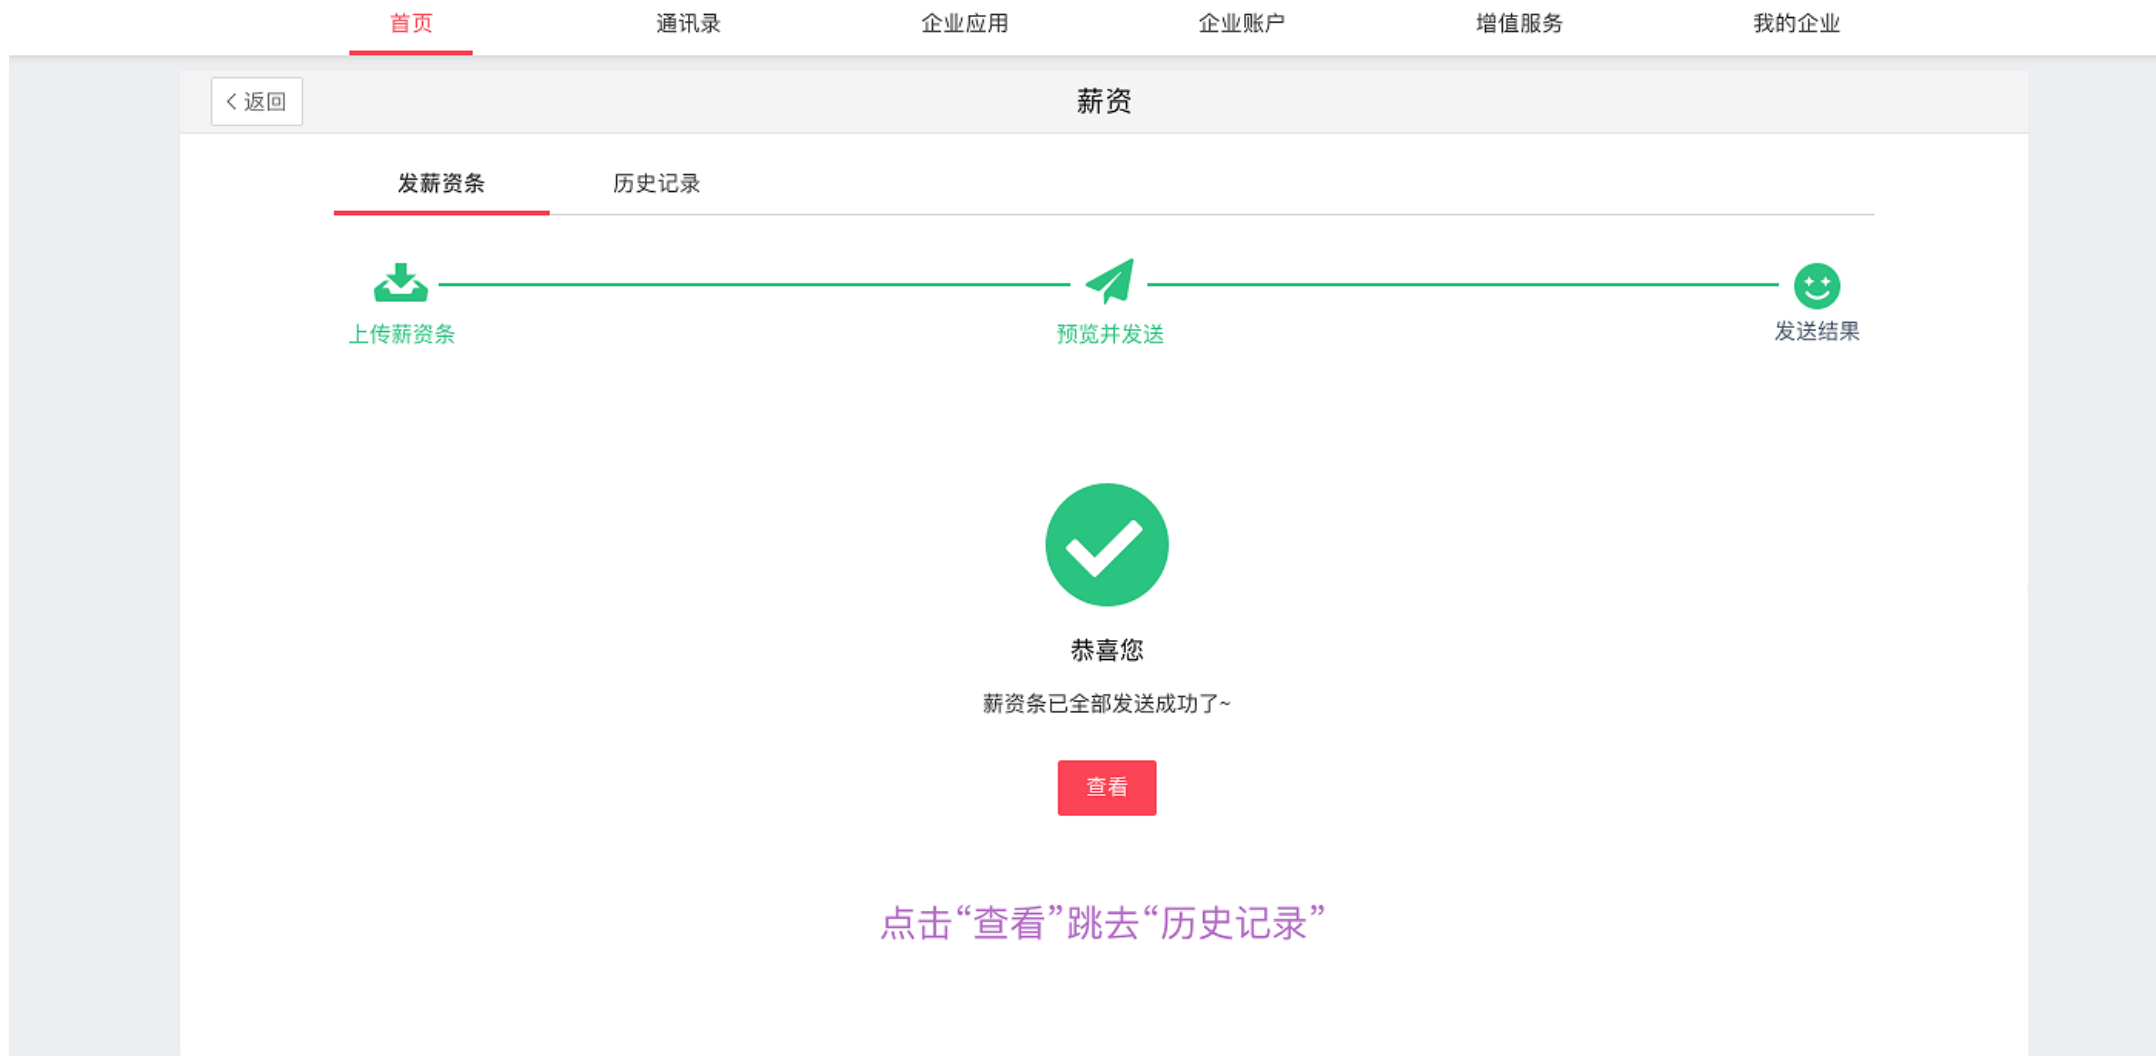 首页 通讯录 企业应用 企业账户 增值服务 我的企业
返回 薪资
发薪资条 历史记录
上传薪资条 预览并发送 发送结果
恭喜您
薪资条已全部发送成功了~
查看
点击“查看”跳去“历史记录”